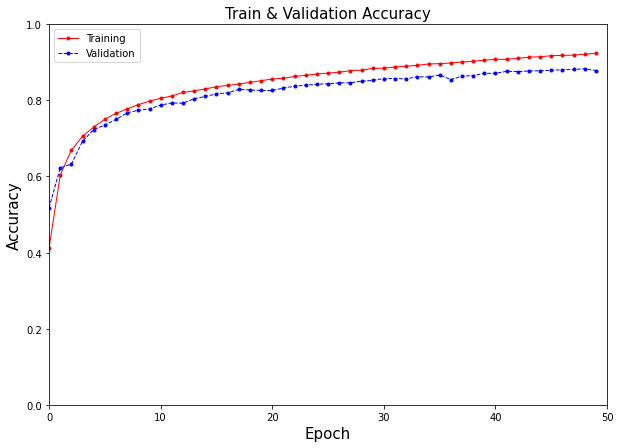 Train & Validation Accuracy
Training
Validation
1.0
0.8
0.6
0.4
0.2
0.0
Accuracy
0 10 20 30 40 50
Epoch